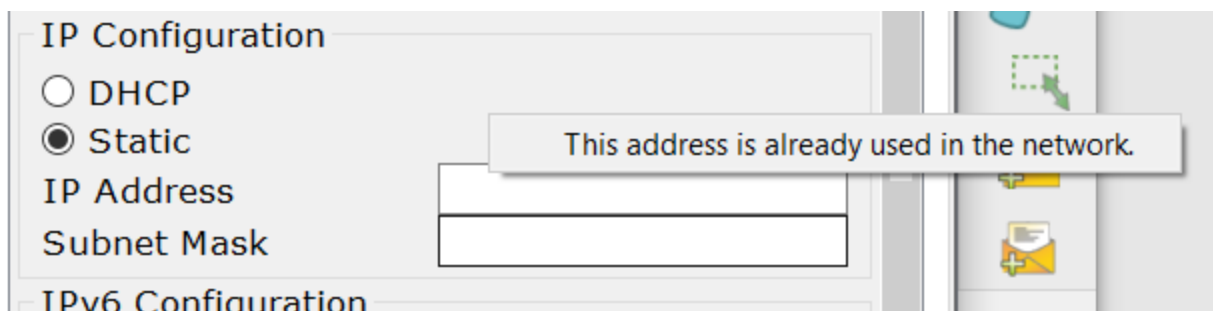 IP Configuration
DHCP
Static
This address is already used in the network.
IP Address
Subnet Mask
IPv6 Configuration